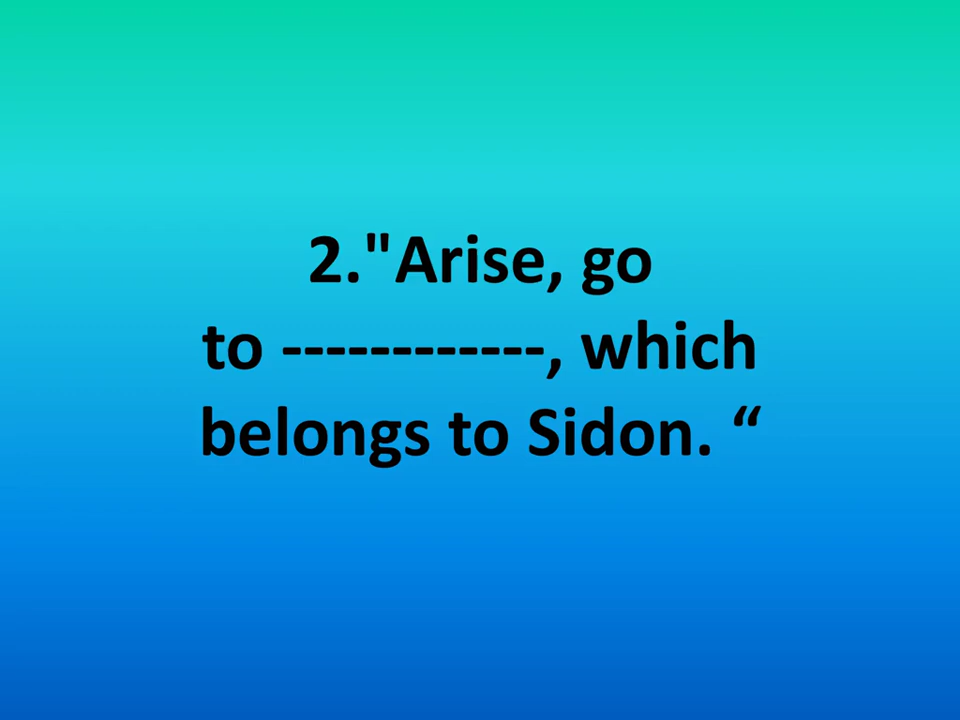 2."Arise, go
to ------------, which
belongs to Sidon. “